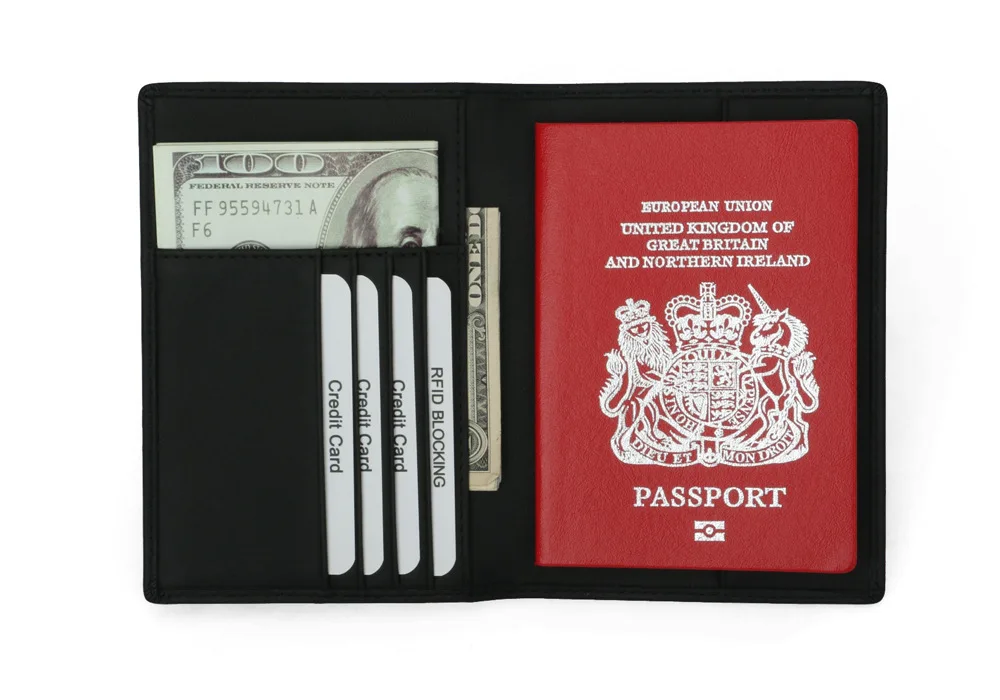 100
FEDERAL RESERVE NOTE
FF 95594731 A
F6
ONE D
Credit Card
Credit Card
Credit Card
RFID BLOCKING
EUROPEAN UNION
UNITED KINGDOM OF
GREAT BRITAIN
AND NORTHERN IRELAND
DIEU ET MON DROIT
PASSPORT